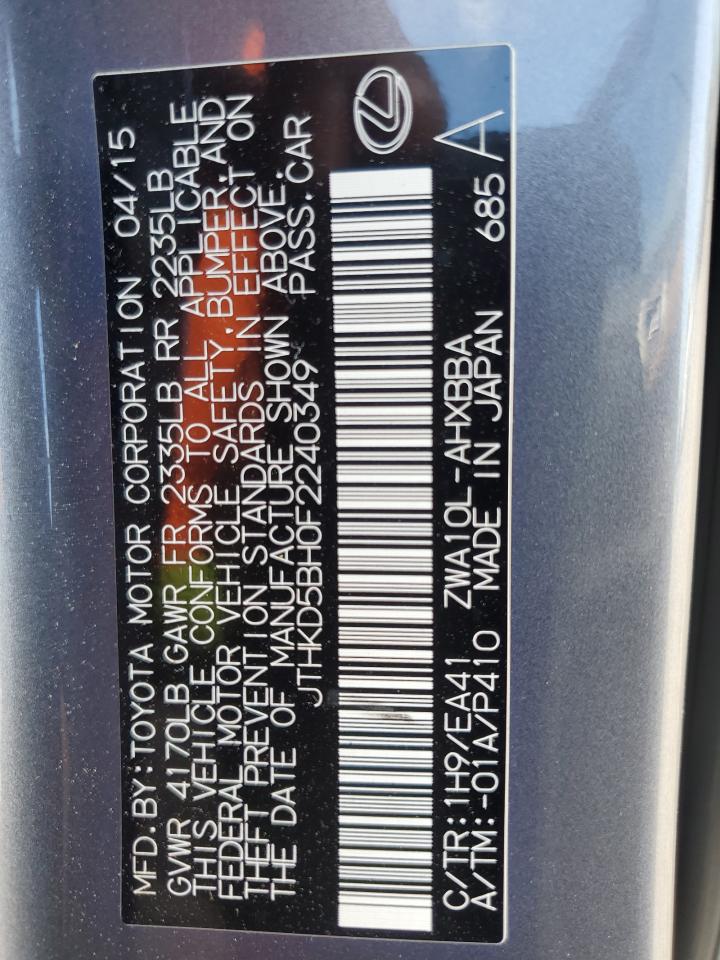 MFD. BY: TOYOTA MOTOR CORPORATION 04/15
GVWR 4170LB GAWR FR 2335LB RR 2235LB
THIS VEHICLE CONFORMS TO ALL APPLICABLE
FEDERAL MOTOR VEHICLE SAFETY, BUMPER, AND
THEFT PREVENTION STANDARDS IN EFFECT ON
THE DATE OF MANUFACTURE SHOWN ABOVE.
JTHKD5BH0F2240349 PASS. CAR
C/TR: 1H9/EA41 ZWA10L-AHXBBA
A/TM: -01A/P410 MADE IN JAPAN 685 A